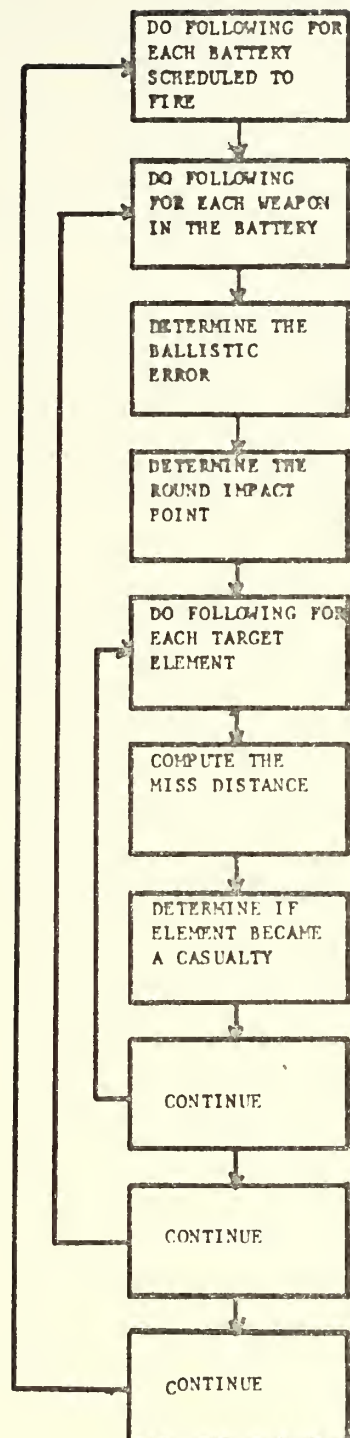 DO FOLLOWING FOR
EACH BATTERY
SCHEDULED TO
FIRE
DO FOLLOWING
FOR EACH WEAPON
IN THE BATTERY
DETERMINE THE
BALLISTIC
ERROR
DETERMINE THE
ROUND IMPACT
POINT
DO FOLLOWING FOR
EACH TARGET
ELEMENT
COMPUTE THE
MISS DISTANCE
DETERMINE IF
ELEMENT BECAME
A CASUALTY
CONTINUE
CONTINUE
CONTINUE